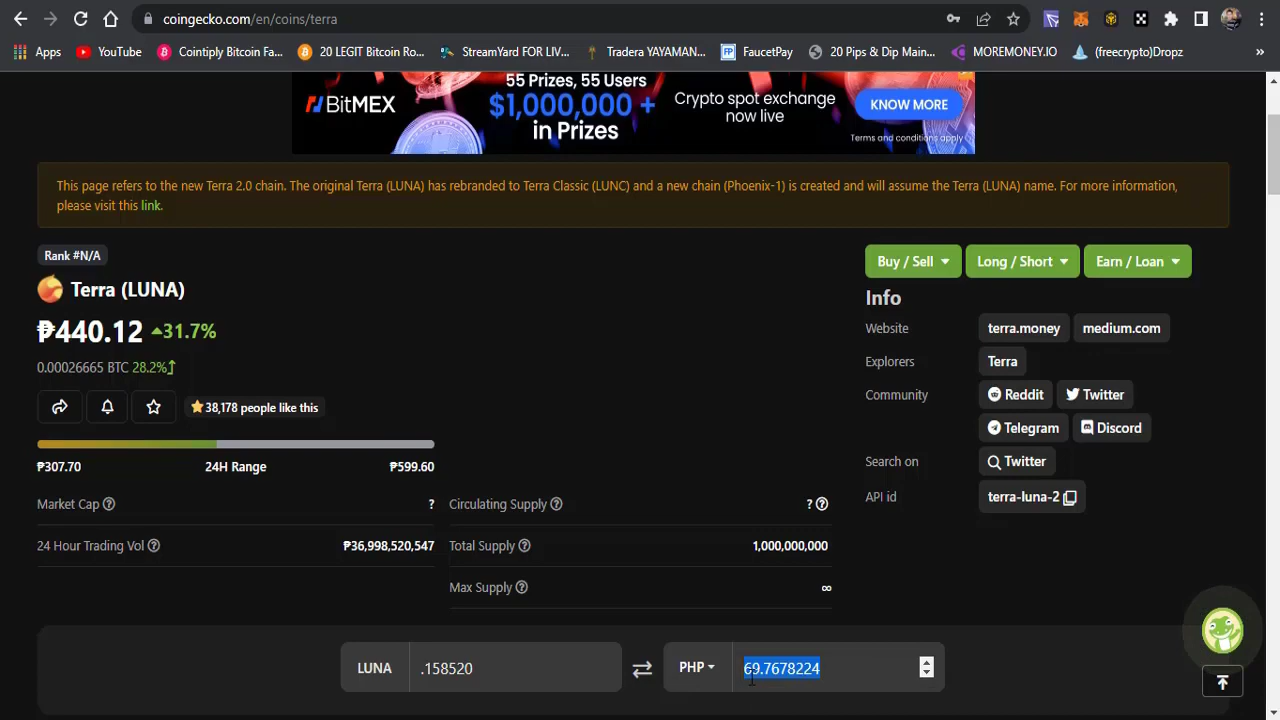 coingecko.com/en/coins/terra
Apps YouTube Cointiply Bitcoin Fa... 20 LEGIT Bitcoin Ro... StreamYard FOR LIV... Tradera YAYAMAN... FP FaucetPay 20 Pips & Dip Main... MOREMONEY.IO (freecrypto)Dropz »
BitMEX
55 Prizes, 55 Users
$1,000,000 +
in Prizes
Crypto spot exchange
now live
KNOW MORE
Terms and conditions apply
This page refers to the new Terra 2.0 chain. The original Terra (LUNA) has rebranded to Terra Classic (LUNC) and a new chain (Phoenix-1) is created and will assume the Terra (LUNA) name. For more information,
please visit this link.
Rank #N/A
Terra (LUNA)
₱440.12 31.7%
0.00026665 BTC 28.2%
38,178 people like this
₱307.70 24H Range ₱599.60
Market Cap ?
24 Hour Trading Vol ₱36,998,520,547
Circulating Supply ?
Total Supply 1,000,000,000
Max Supply ∞
Buy / Sell Long / Short Earn / Loan
Info
Website terra.money medium.com
Explorers Terra
Community Reddit Twitter
Telegram Discord
Search on Twitter
API id terra-luna-2
LUNA .158520 PHP 69.7678224